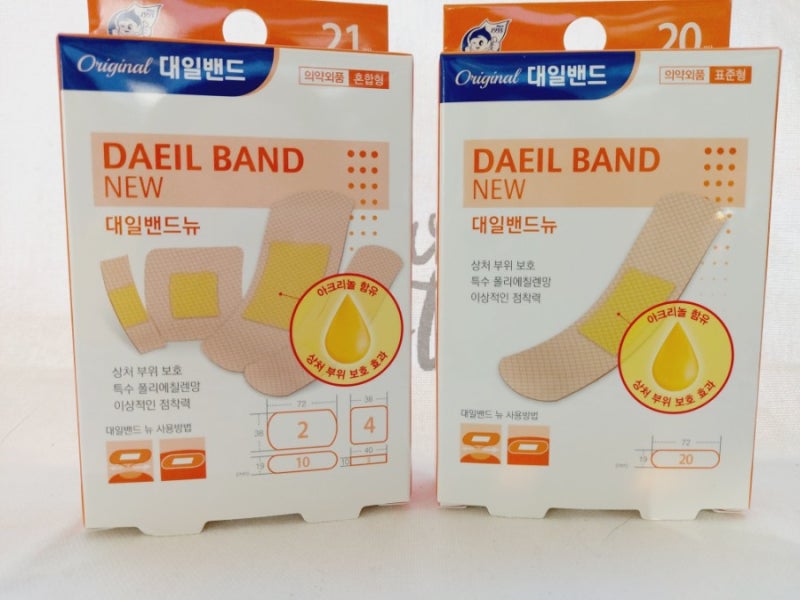 21
Original 대일밴드
의약외품 혼합형
DAEIL BAND
NEW
대일밴드뉴
아크리놀 함유
상처 부위 보호 효과
상처 부위 보호
특수 폴리에칠렌망
이상적인 점착력
대일밴드 뉴 사용방법
72
38
38
2
4
19
10
40
10
(mm)
20
Original 대일밴드
의약외품 표준형
DAEIL BAND
NEW
대일밴드뉴
상처 부위 보호
특수 폴리에칠렌망
이상적인 점착력
아크리놀 함유
상처 부위 보호 효과
대일밴드 뉴 사용방법
72
19
20
(mm)